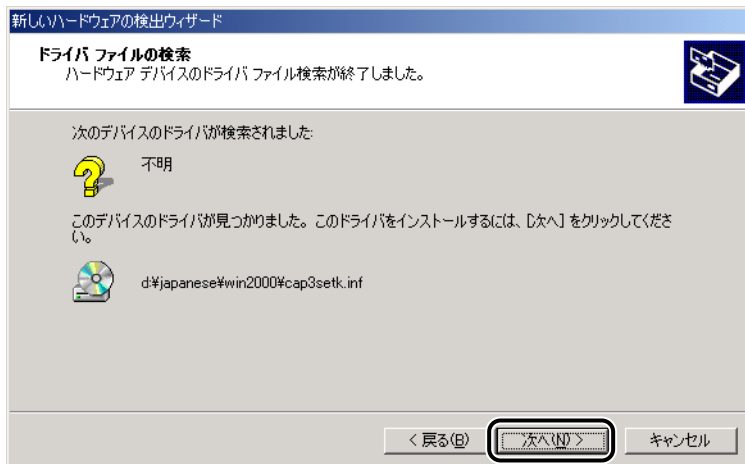 新しいハードウェアの検出ウィザード
ドライバ ファイルの検索
ハードウェア デバイスのドライバ ファイル検索が終了しました。
次のデバイスのドライバが検索されました:
不明
このデバイスのドライバが見つかりました。このドライバをインストールするには、[次へ] をクリックしてくださ
い。
d:¥japanese¥win2000¥cap3setk.inf
< 戻る(B)
次へ(N) >
キャンセル